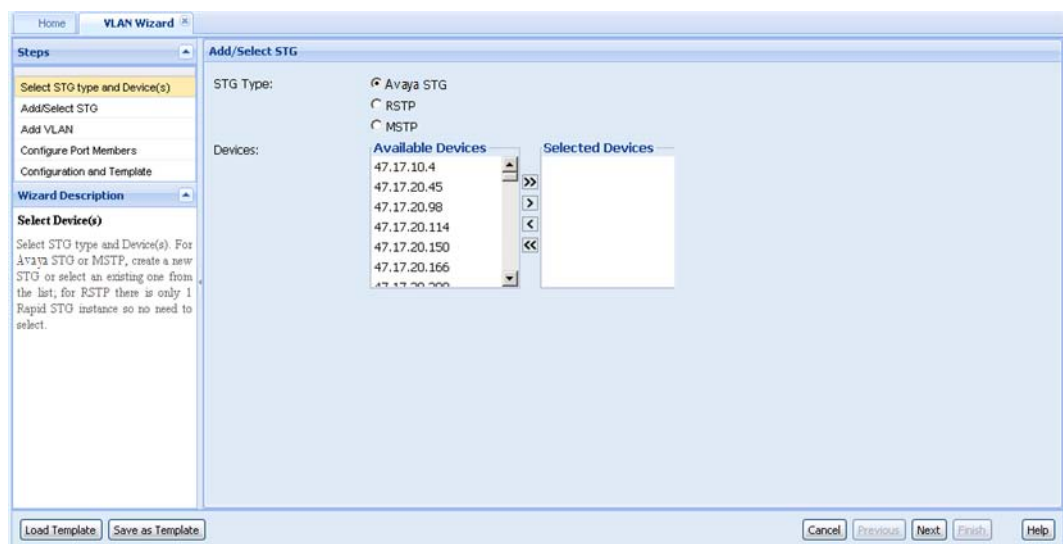 Home
VLAN Wizard
Steps
Select STG type and Device(s)
Add/Select STG
Add VLAN
Configure Port Members
Configuration and Template
Wizard Description
Select Device(s)
Select STG type and Device(s). For
Avaya STG or MSTP, create a new
STG or select an existing one from
the list; for RSTP there is only 1
Rapid STG instance so no need to
select.
Add/Select STG
STG Type:
Avaya STG
RSTP
MSTP
Devices:
Available Devices
47.17.10.4
47.17.20.45
47.17.20.98
47.17.20.114
47.17.20.150
47.17.20.166
Selected Devices
Load Template
Save as Template
Cancel
Previous
Next
Finish
Help